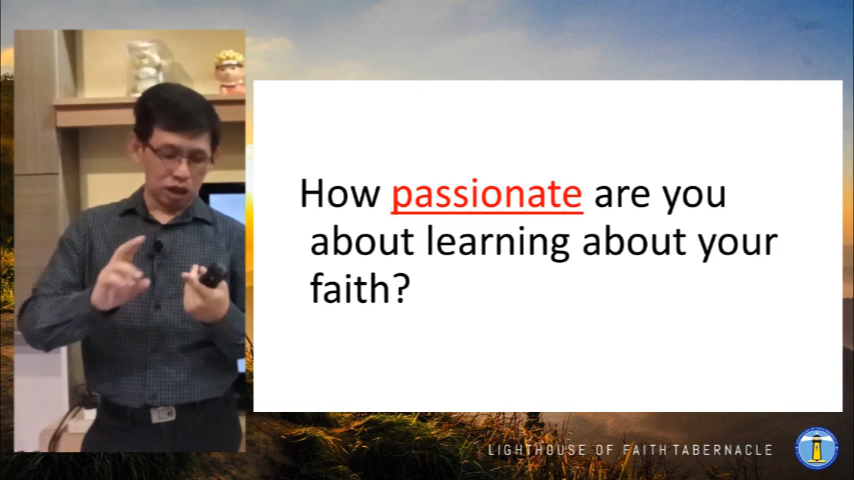 How passionate are you
about learning about your
faith?
LIGHTHOUSE OF FAITH TABERNACLE